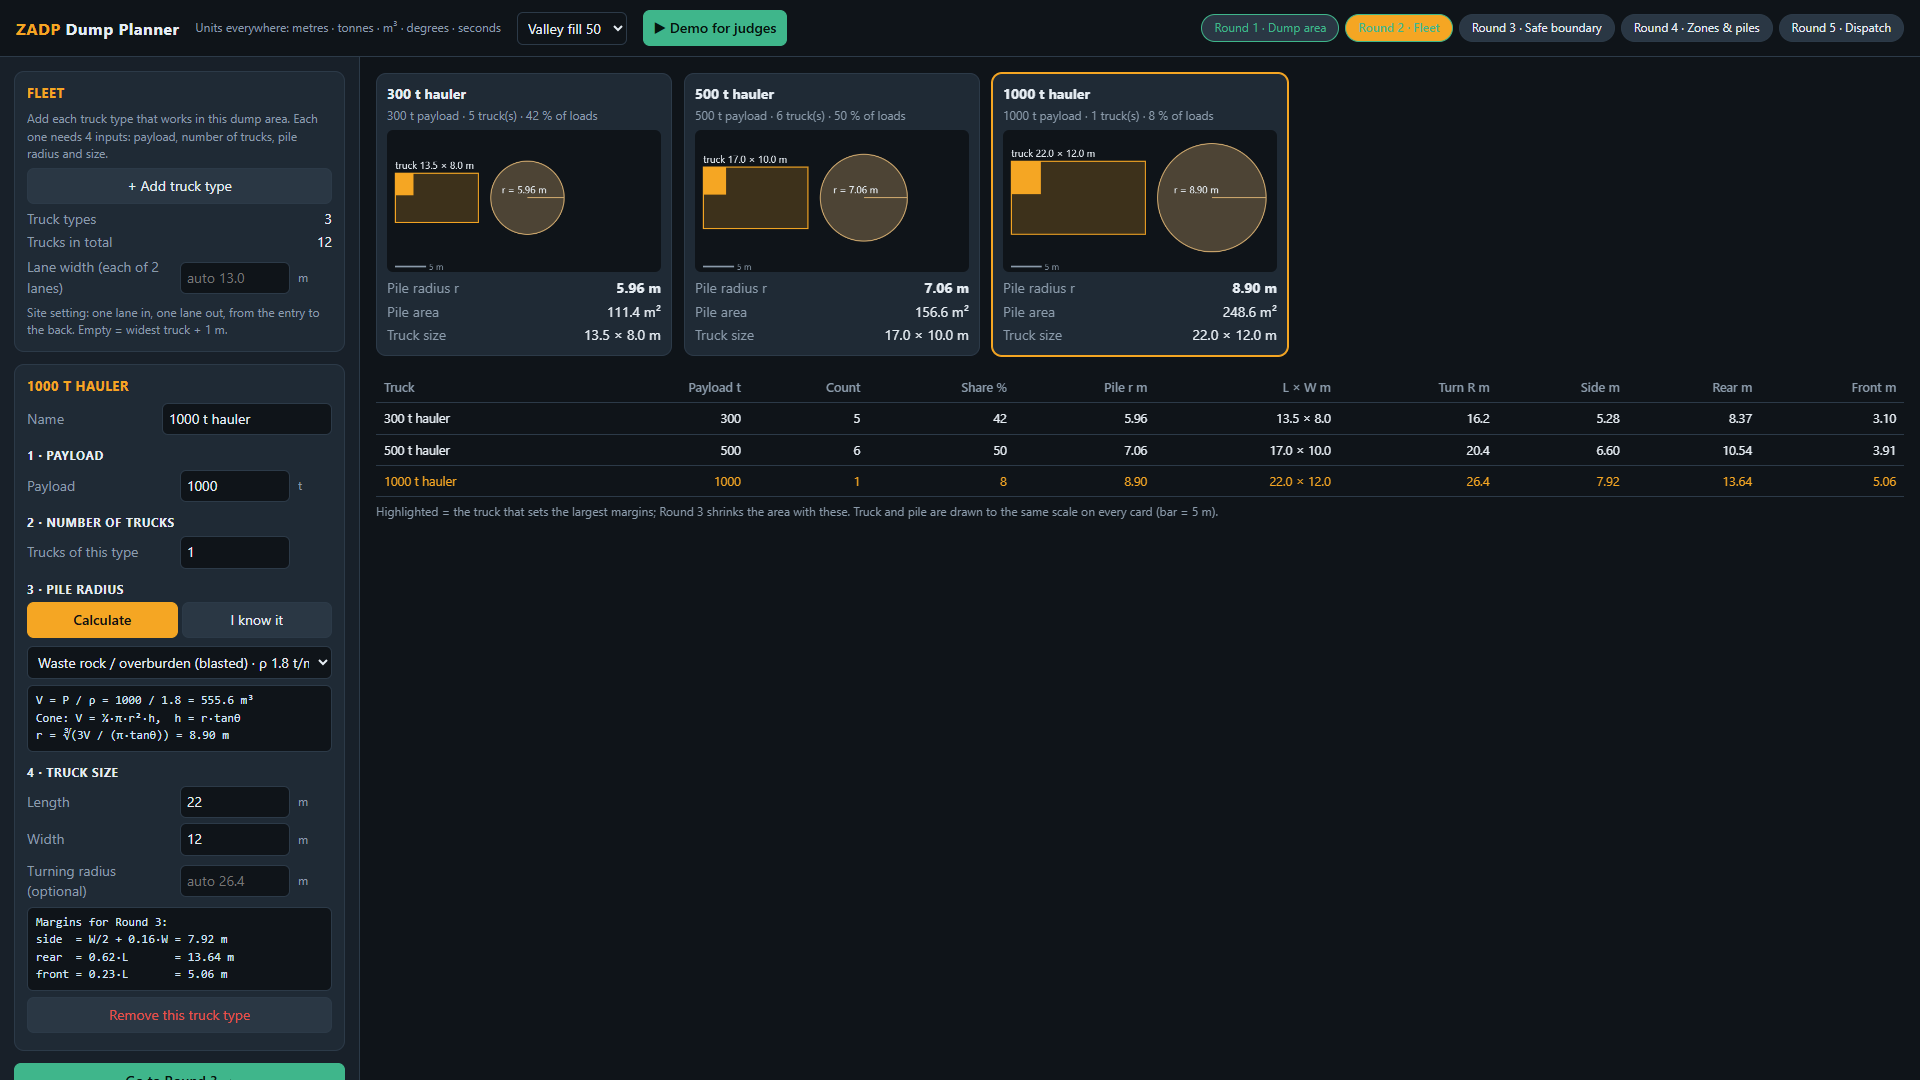 ZADP Dump Planner
Units everywhere: metres · tonnes · m³ · degrees · seconds
Valley fill 50
▶ Demo for judges
Round 1 · Dump area
Round 2 · Fleet
Round 3 · Safe boundary
Round 4 · Zones & piles
Round 5 · Dispatch
FLEET
Add each truck type that works in this dump area. Each
one needs 4 inputs: payload, number of trucks, pile
radius and size.
+ Add truck type
Truck types 3
Trucks in total 12
Lane width (each of 2
lanes) auto 13.0 m
Site setting: one lane in, one lane out, from the entry to
the back. Empty = widest truck + 1 m.
1000 T HAULER
Name 1000 t hauler
1 · PAYLOAD
Payload 1000 t
2 · NUMBER OF TRUCKS
Trucks of this type 1
3 · PILE RADIUS
Calculate I know it
Waste rock / overburden (blasted) · ρ 1.8 t/m
V = P / ρ = 1000 / 1.8 = 555.6 m³
Cone: V = ⅓·π·r²·h, h = r·tanθ
r = ∛(3V / (π·tanθ)) = 8.90 m
4 · TRUCK SIZE
Length 22 m
Width 12 m
Turning radius
(optional) auto 26.4 m
Margins for Round 3:
side = W/2 + 0.16·W = 7.92 m
rear = 0.62·L = 13.64 m
front = 0.23·L = 5.06 m
Remove this truck type
Go to Round 3
300 t hauler
300 t payload · 5 truck(s) · 42 % of loads
truck 13.5 × 8.0 m
r = 5.96 m
5 m
Pile radius r 5.96 m
Pile area 111.4 m²
Truck size 13.5 × 8.0 m
500 t hauler
500 t payload · 6 truck(s) · 50 % of loads
truck 17.0 × 10.0 m
r = 7.06 m
5 m
Pile radius r 7.06 m
Pile area 156.6 m²
Truck size 17.0 × 10.0 m
1000 t hauler
1000 t payload · 1 truck(s) · 8 % of loads
truck 22.0 × 12.0 m
r = 8.90 m
5 m
Pile radius r 8.90 m
Pile area 248.6 m²
Truck size 22.0 × 12.0 m
Truck Payload t Count Share % Pile r m L × W m Turn R m Side m Rear m Front m
300 t hauler 300 5 42 5.96 13.5 × 8.0 16.2 5.28 8.37 3.10
500 t hauler 500 6 50 7.06 17.0 × 10.0 20.4 6.60 10.54 3.91
1000 t hauler 1000 1 8 8.90 22.0 × 12.0 26.4 7.92 13.64 5.06
Highlighted = the truck that sets the largest margins; Round 3 shrinks the area with these. Truck and pile are drawn to the same scale on every card (bar = 5 m).